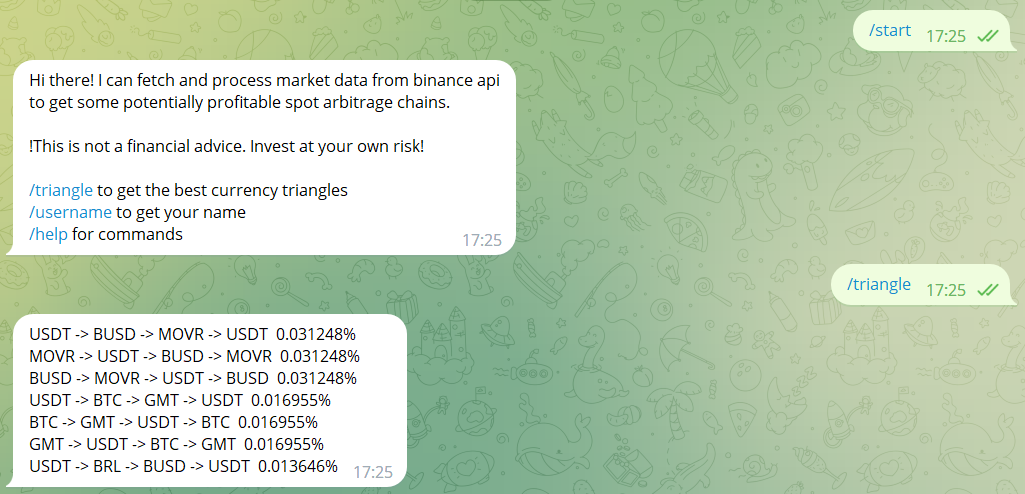 /start 17:25
Hi there! I can fetch and process market data from binance api
to get some potentially profitable spot arbitrage chains.
!This is not a financial advice. Invest at your own risk!
/triangle to get the best currency triangles
/username to get your name
/help for commands
17:25
/triangle 17:25
USDT -> BUSD -> MOVR -> USDT 0.031248%
MOVR -> USDT -> BUSD -> MOVR 0.031248%
BUSD -> MOVR -> USDT -> BUSD 0.031248%
USDT -> BTC -> GMT -> USDT 0.016955%
BTC -> GMT -> USDT -> BTC 0.016955%
GMT -> USDT -> BTC -> GMT 0.016955%
USDT -> BRL -> BUSD -> USDT 0.013646%
17:25